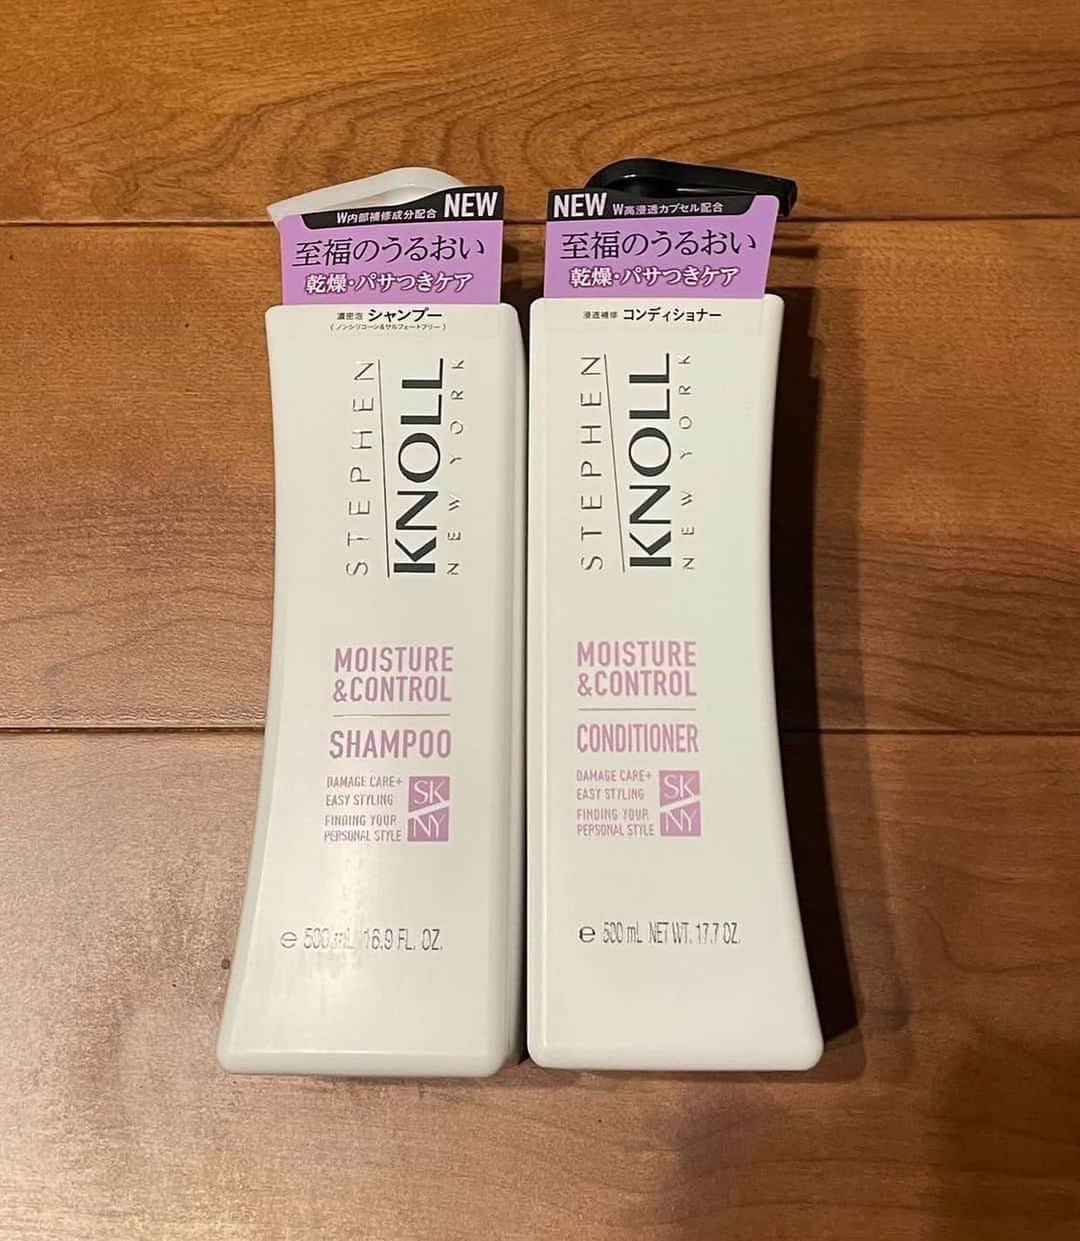 W内部補修成分配合 NEW
至福のうるおい
乾燥・パサつきケア
濃密泡 シャンプー
(ノンシリコーン&サルフェートフリー)
STEPHEN
KNOLL
NEW YORK
MOISTURE
&CONTROL
SHAMPOO
DAMAGE CARE+
EASY STYLING
FINDING YOUR
PERSONAL STYLE
SK
NY
e 500 mL 16.9 FL. OZ.
NEW W高浸透カプセル配合
至福のうるおい
乾燥・パサつきケア
浸透補修 コンディショナー
STEPHEN
KNOLL
NEW YORK
MOISTURE
&CONTROL
CONDITIONER
DAMAGE CARE+
EASY STYLING
FINDING YOUR
PERSONAL STYLE
SK
NY
e 500 mL NET WT. 17.7 OZ.